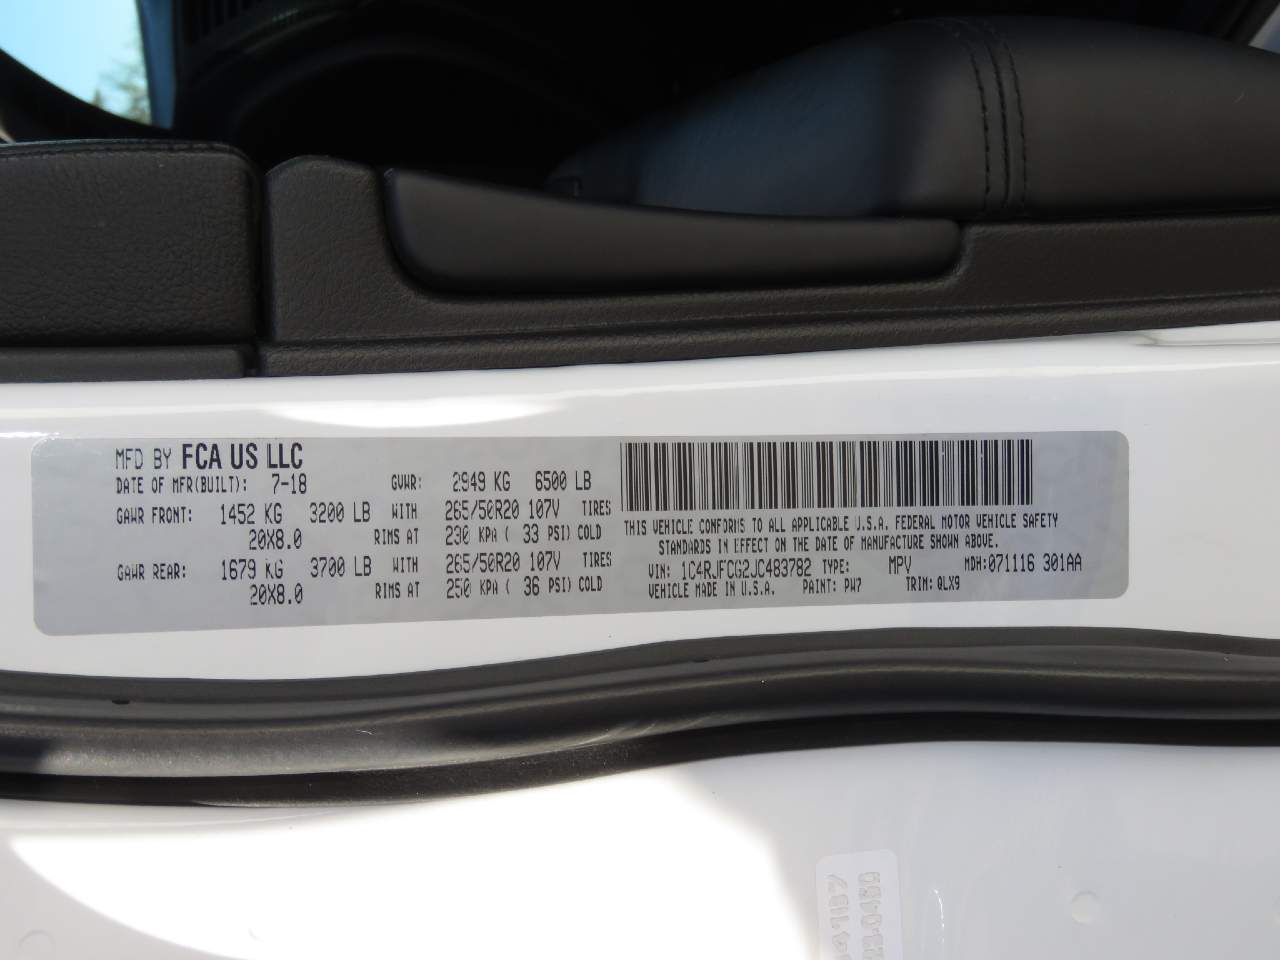 MFD BY FCA US LLC
DATE OF MFR(BUILT): 7-18 GVWR: 2949 KG 6500 LB
GAWR FRONT: 1452 KG 3200 LB WITH 265/50R20 107V TIRES
20X8.0 RIMS AT 230 KPA ( 33 PSI) COLD
GAWR REAR: 1679 KG 3700 LB WITH 265/50R20 107V TIRES
20X8.0 RIMS AT 250 KPA ( 36 PSI) COLD
THIS VEHICLE CONFORMS TO ALL APPLICABLE U.S.A. FEDERAL MOTOR VEHICLE SAFETY
STANDARDS IN EFFECT ON THE DATE OF MANUFACTURE SHOWN ABOVE.
VIN: 1C4RJFCG2JC483782 TYPE: MPV MDH:071116 301AA
VEHICLE MADE IN U.S.A. PAINT: PW7 TRIM: QLX9